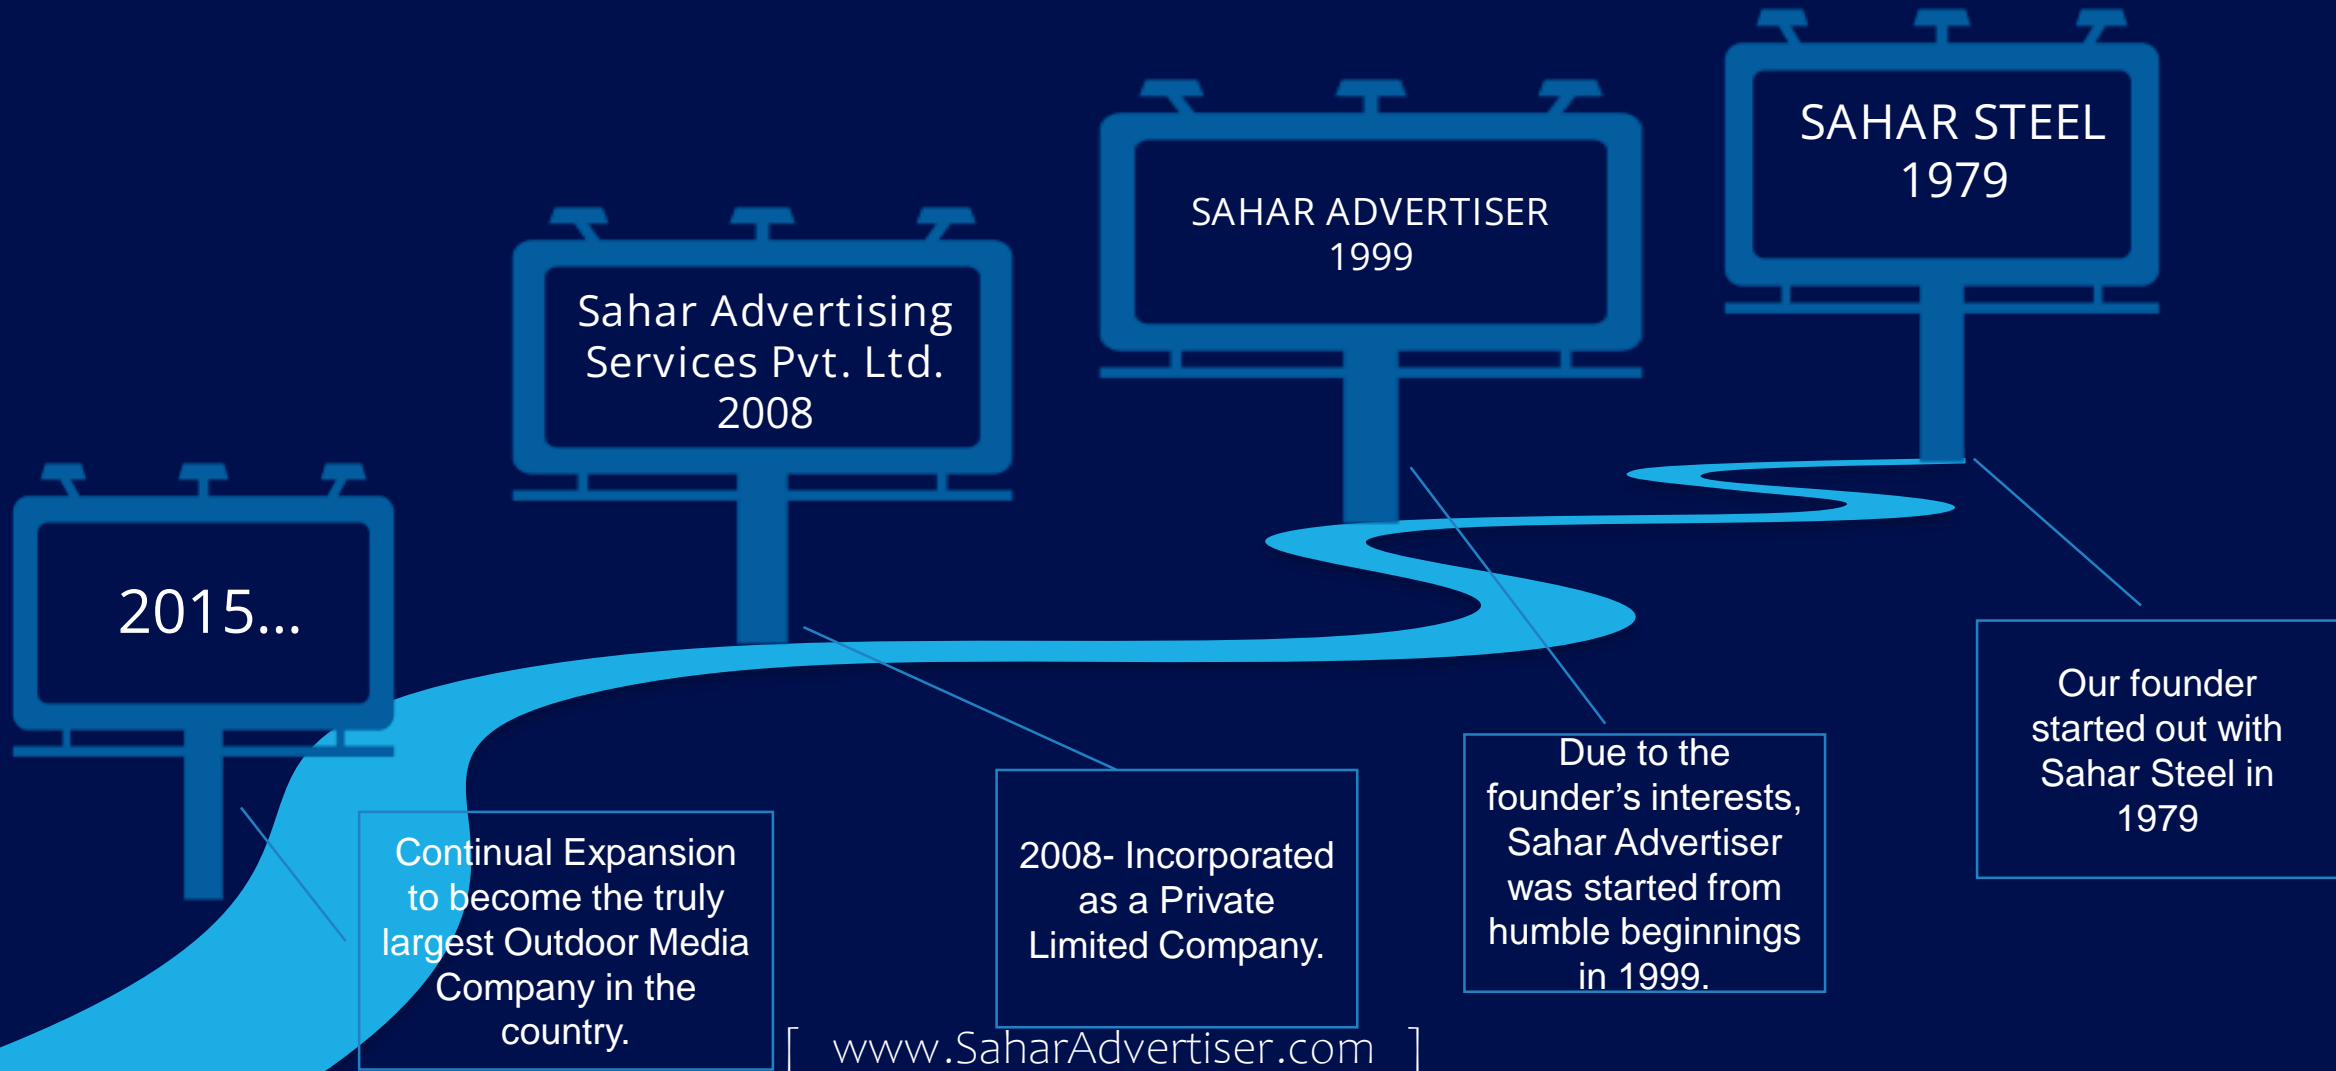 SAHAR STEEL
1979
SAHAR ADVERTISER
1999
Sahar Advertising
Services Pvt. Ltd.
2008
2015...
Our founder
started out with
Sahar Steel in
1979
Due to the
founder’s interests,
Sahar Advertiser
was started from
humble beginnings
in 1999.
2008- Incorporated
as a Private
Limited Company.
Continual Expansion
to become the truly
largest Outdoor Media
Company in the
country.
[ www.SaharAdvertiser.com ]